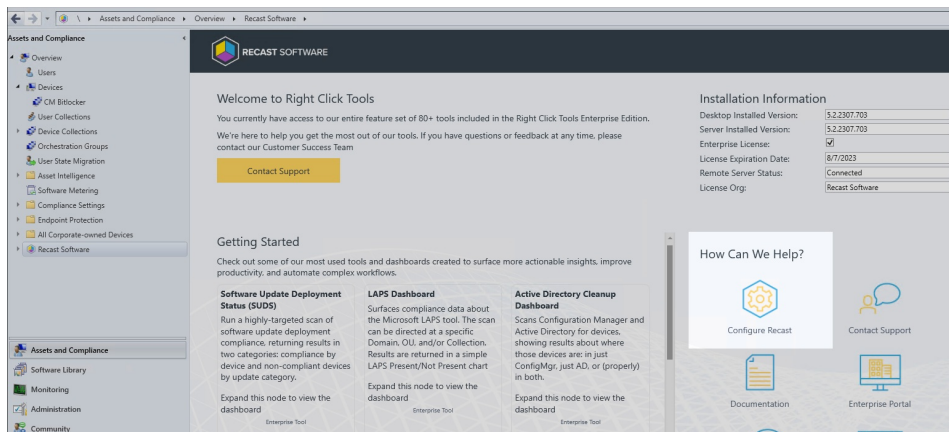 \ Assets and Compliance Overview Recast Software
Assets and Compliance
Overview
Users
Devices
CM Bitlocker
User Collections
Device Collections
Orchestration Groups
User State Migration
Asset Intelligence
Software Metering
Compliance Settings
Endpoint Protection
All Corporate-owned Devices
Recast Software
Assets and Compliance
Software Library
Monitoring
Administration
Community
RECAST SOFTWARE
Welcome to Right Click Tools
You currently have access to our entire feature set of 80+ tools included in the Right Click Tools Enterprise Edition.
We're here to help you get the most out of our tools. If you have questions or feedback at any time, please
contact our Customer Success Team
Contact Support
Installation Information
Desktop Installed Version: 5.2.2307.703
Server Installed Version: 5.2.2307.703
Enterprise License:
License Expiration Date: 8/7/2023
Remote Server Status: Connected
License Org: Recast Software
Getting Started
Check out some of our most used tools and dashboards created to surface more actionable insights, improve
productivity, and automate complex workflows.
Software Update Deployment
Status (SUDS)
Run a highly-targeted scan of
software update deployment
compliance, returning results in
two categories: compliance by
device and non-compliant devices
by update category.
Expand this node to view the
dashboard
Enterprise Tool
LAPS Dashboard
Surfaces compliance data about
the Microsoft LAPS tool. The scan
can be directed at a specific
Domain, OU, and/or Collection.
Results are returned in a simple
LAPS Present/Not Present chart
Expand this node to view the
dashboard
Enterprise Tool
Active Directory Cleanup
Dashboard
Scans Configuration Manager and
Active Directory for devices,
showing results about where
those devices are: in just
ConfigMgr, just AD, or (properly)
in both.
Expand this node to view the
dashboard
Enterprise Tool
How Can We Help?
Configure Recast
Contact Support
Documentation
Enterprise Portal